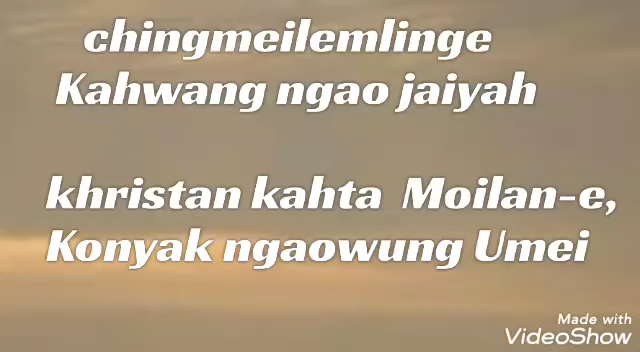 chingmeilemlinge
Kahwang ngao jaiyah
khristan kahta Moilan-e,
Konyak ngaowung Umei
Made with
VideoShow